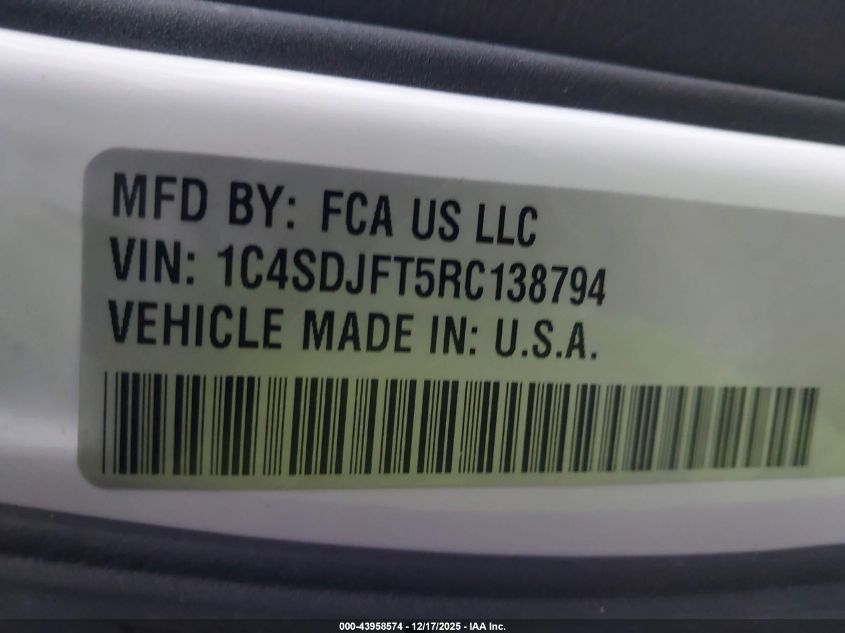 MFD BY: FCA US LLC
VIN: 1C4SDJFT5RC138794
VEHICLE MADE IN: U.S.A.
000-43958574 — 12/17/2025 — IAA Inc.